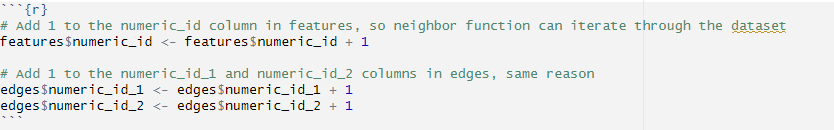 ```{r}
# Add 1 to the numeric_id column in features, so neighbor function can iterate through the dataset
features$numeric_id <- features$numeric_id + 1
# Add 1 to the numeric_id_1 and numeric_id_2 columns in edges, same reason
edges$numeric_id_1 <- edges$numeric_id_1 + 1
edges$numeric_id_2 <- edges$numeric_id_2 + 1
```